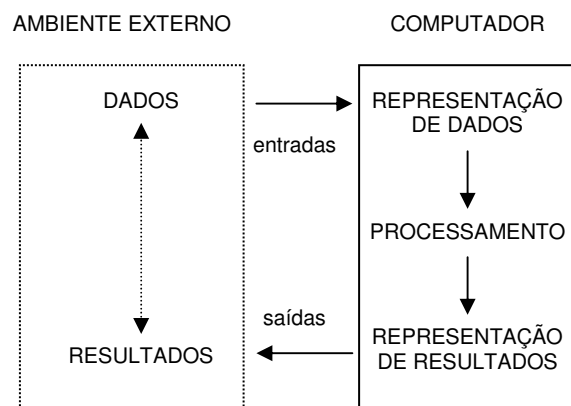 AMBIENTE EXTERNO
COMPUTADOR
DADOS
entradas
REPRESENTAÇÃO
DE DADOS
PROCESSAMENTO
saídas
RESULTADOS
REPRESENTAÇÃO
DE RESULTADOS